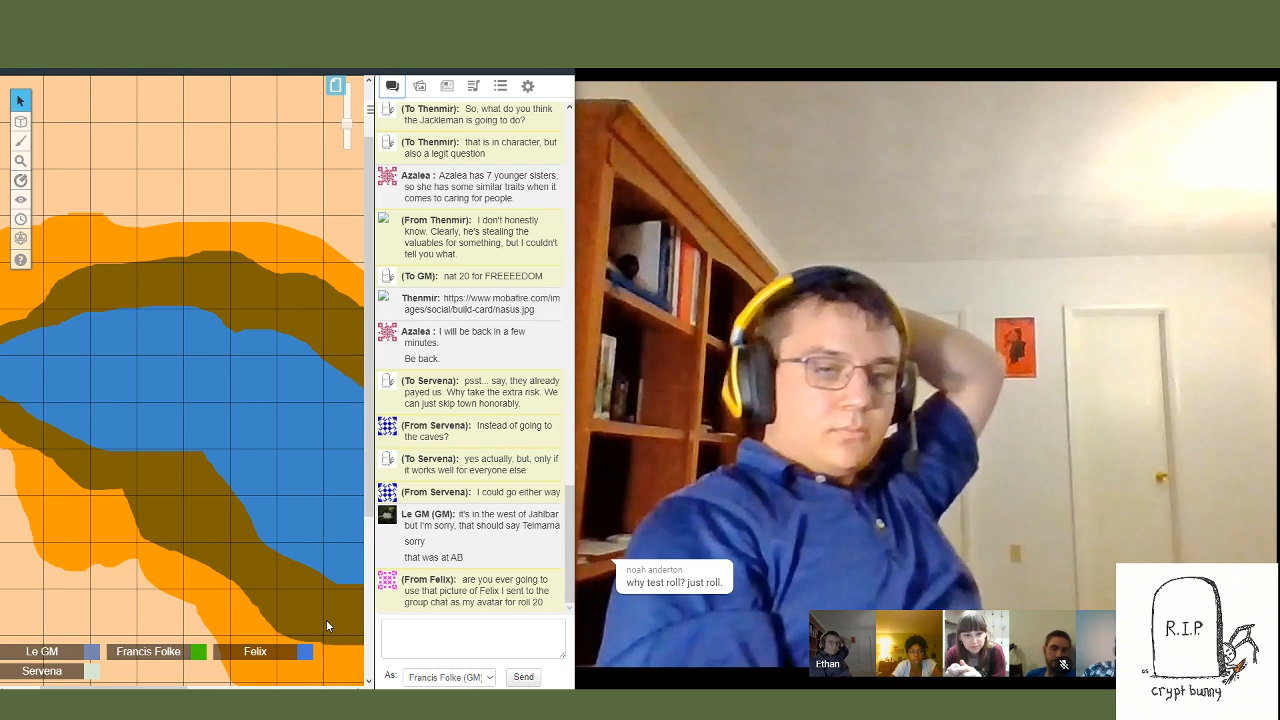 (To Thenmir): So, what do you think
the Jackleman is going to do?
(To Thenmir): that is in character, but
also a legit question
Azalea : Azalea has 7 younger sisters,
so she has some similar traits when it
comes to caring for people.
(From Thenmir): I don't honestly
know. Clearly, he's stealing the
valuables for something, but I couldn't
tell you what.
(To GM): nat 20 for FREEEEDOM
Thenmir: https://www.mobafire.com/im
ages/social/build-card/nasus.jpg
Azalea : I will be back in a few
minutes.
Be back.
(To Servena): psst... say, they already
payed us. Why take the extra risk. We
can just skip town honorably.
(From Servena): Instead of going to
the caves?
(To Servena): yes actually, but, only if
it works well for everyone else
(From Servena): I could go either way
Le GM (GM): it's in the west of Jahlbar
but I'm sorry, that should say Telmarna
sorry
that was at AB
(From Felix): are you ever going to
use that picture of Felix I sent to the
group chat as my avatar for roll 20
Le GM
Francis Folke
Felix
Servena
As: Francis Folke (GM)
Send
noah anderton
why test roll? just roll.
Ethan
R.I.P.
crypt bunny